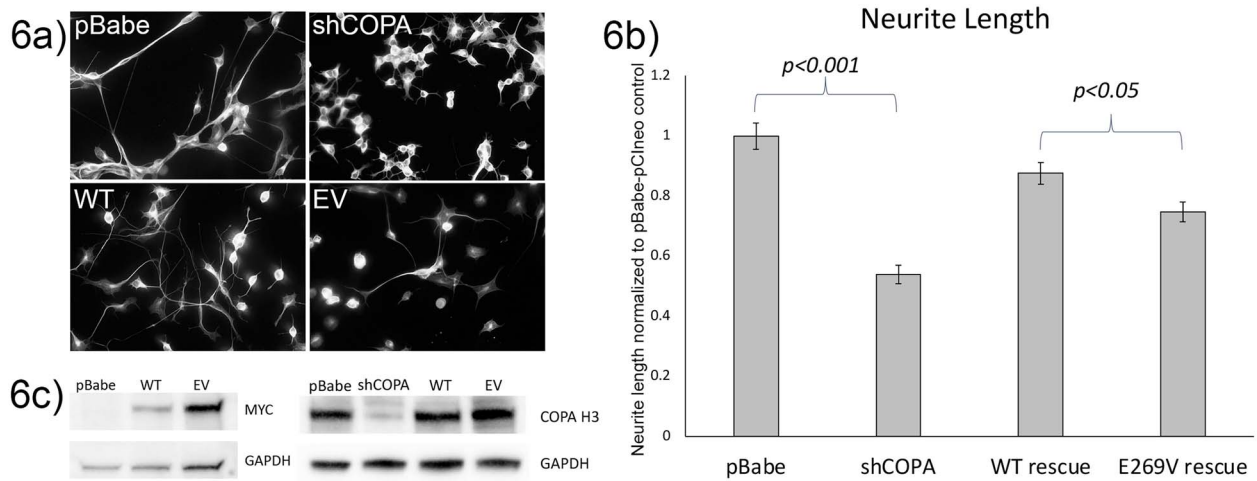 6a)
pBabe
shCOPA
WT
EV
6b)
Neurite Length
Neurite length normalized to pBabe-pCIneo control
1.2
1
0.8
0.6
0.4
0.2
0
p<0.001
p<0.05
pBabe
shCOPA
WT rescue
E269V rescue
6c)
pBabe WT EV
MYC
GAPDH
pBabe shCOPA WT EV
COPA H3
GAPDH